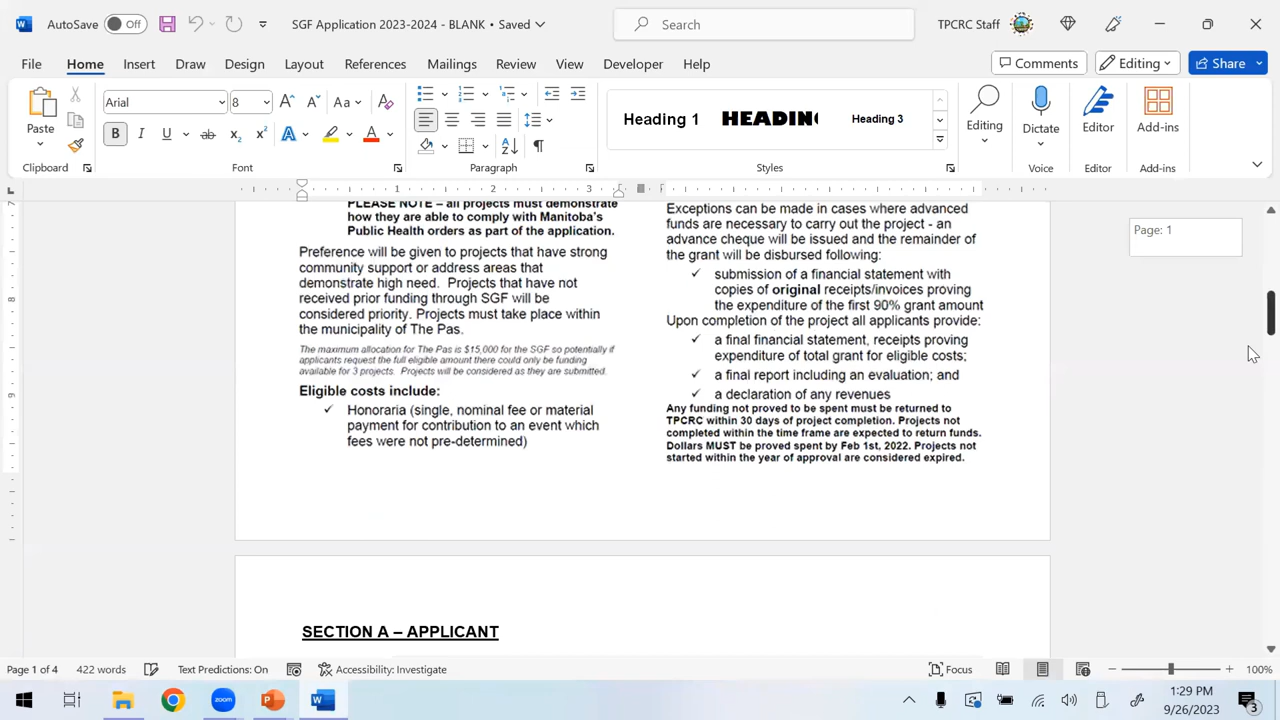 AutoSave Off SGF Application 2023-2024 - BLANK • Saved Search TPCRC Staff
File Home Insert Draw Design Layout References Mailings Review View Developer Help Comments Editing Share
Arial 8 Aa
Paste
B I U ab x2 x2 A A
Heading 1 HEADING Heading 3
Editing Dictate Editor Add-ins
Clipboard Font Paragraph Styles Voice Editor Add-ins
1 2 3
7
8
9
PLEASE NOTE – all projects must demonstrate
how they are able to comply with Manitoba's
Public Health orders as part of the application.
Preference will be given to projects that have strong
community support or address areas that
demonstrate high need. Projects that have not
received prior funding through SGF will be
considered priority. Projects must take place within
the municipality of The Pas.
The maximum allocation for The Pas is $15,000 for the SGF so potentially if
applicants request the full eligible amount there could only be funding
available for 3 projects. Projects will be considered as they are submitted.
Eligible costs include:
✓ Honoraria (single, nominal fee or material
payment for contribution to an event which
fees were not pre-determined)
Exceptions can be made in cases where advanced
funds are necessary to carry out the project - an
advance cheque will be issued and the remainder of
the grant will be disbursed following:
✓ submission of a financial statement with
copies of original receipts/invoices proving
the expenditure of the first 90% grant amount
Upon completion of the project all applicants provide:
✓ a final financial statement, receipts proving
expenditure of total grant for eligible costs;
✓ a final report including an evaluation; and
✓ a declaration of any revenues
Any funding not proved to be spent must be returned to
TPCRC within 30 days of project completion. Projects not
completed within the time frame are expected to return funds.
Dollars MUST be proved spent by Feb 1st, 2022. Projects not
started within the year of approval are considered expired.
Page: 1
SECTION A – APPLICANT
Page 1 of 4 422 words Text Predictions: On Accessibility: Investigate Focus 100%
zoom
1:29 PM
9/26/2023
3